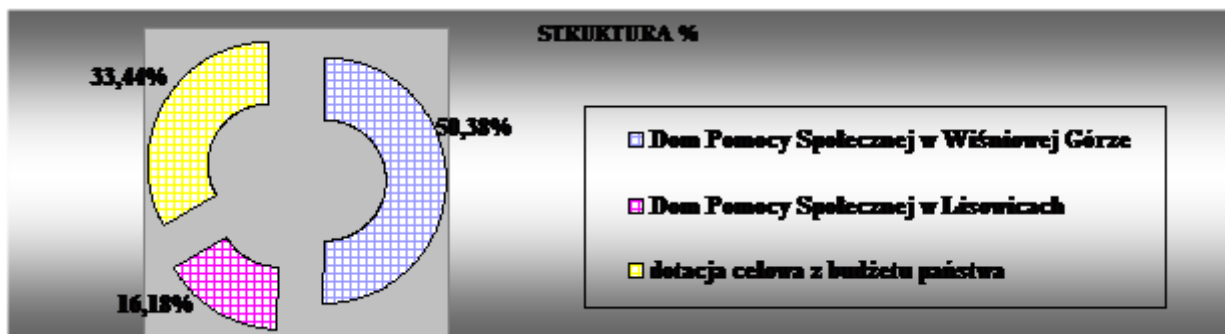 STRUKTURA %
33,44%
50,38%
16,18%
Dom Pomocy Społecznej w Wiśniowej Górze
Dom Pomocy Społecznej w Lisowicach
dotacja celowa z budżetu państwa